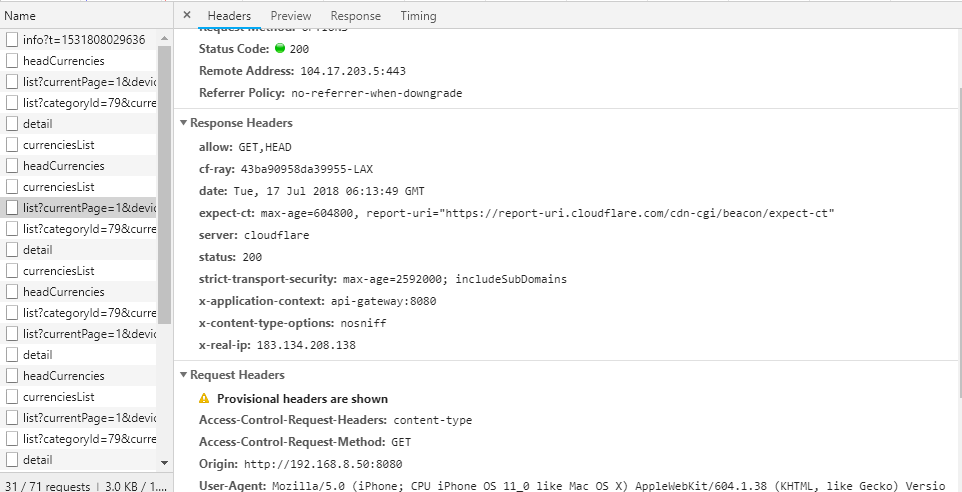 Name
info?t=1531808029636
headCurrencies
list?currentPage=1&devic
list?categoryId=79&curre
detail
currenciesList
headCurrencies
currenciesList
list?currentPage=1&devic
list?categoryId=79&curre
detail
currenciesList
headCurrencies
list?categoryId=79&curre
list?currentPage=1&devic
detail
headCurrencies
currenciesList
list?currentPage=1&devic
list?categoryId=79&curre
detail
31 / 71 requests | 3.0 KB / 1....
× Headers Preview Response Timing
Request Method: OPTIONS
Status Code: 200
Remote Address: 104.17.203.5:443
Referrer Policy: no-referrer-when-downgrade
Response Headers
allow: GET,HEAD
cf-ray: 43ba90958da39955-LAX
date: Tue, 17 Jul 2018 06:13:49 GMT
expect-ct: max-age=604800, report-uri="https://report-uri.cloudflare.com/cdn-cgi/beacon/expect-ct"
server: cloudflare
status: 200
strict-transport-security: max-age=2592000; includeSubDomains
x-application-context: api-gateway:8080
x-content-type-options: nosniff
x-real-ip: 183.134.208.138
Request Headers
Provisional headers are shown
Access-Control-Request-Headers: content-type
Access-Control-Request-Method: GET
Origin: http://192.168.8.50:8080
User-Agent: Mozilla/5.0 (iPhone; CPU iPhone OS 11_0 like Mac OS X) AppleWebKit/604.1.38 (KHTML, like Gecko) Versio